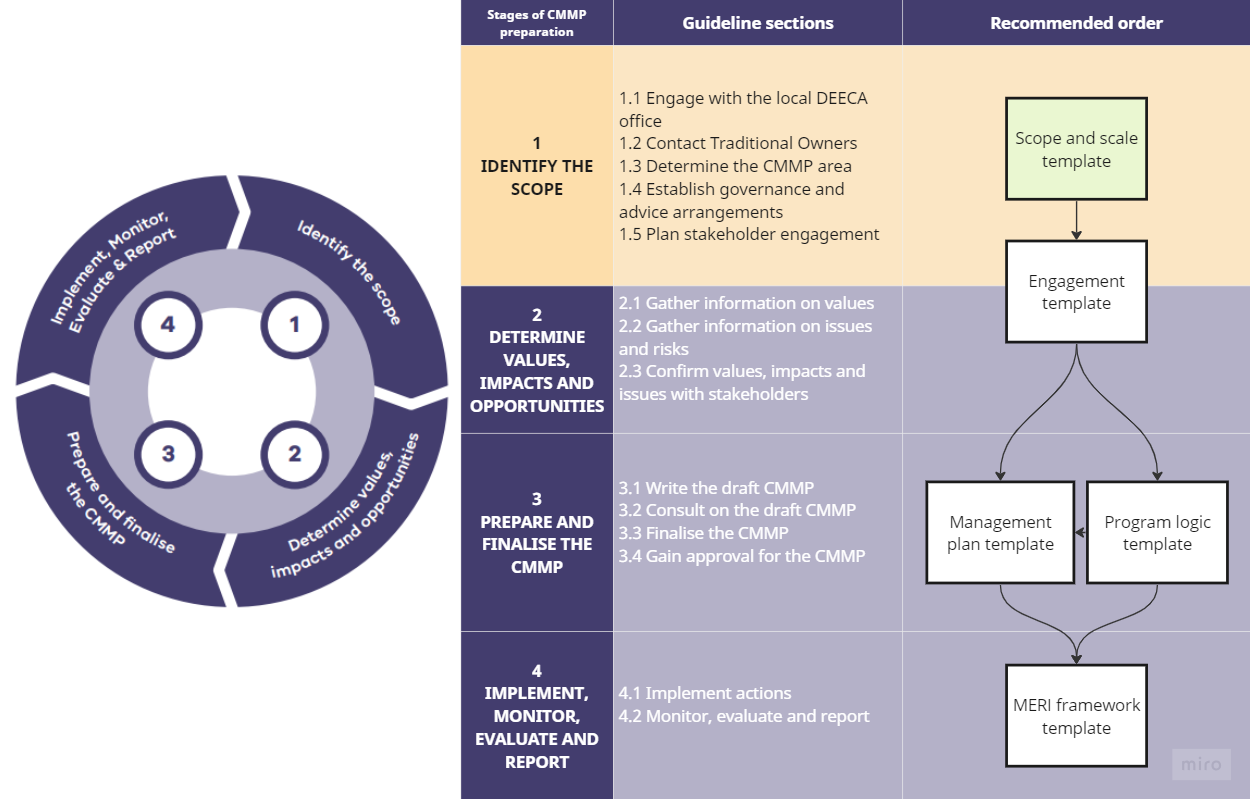 Implement, Monitor,
Evaluate & Report
Identify the scope
4
1
3
2
Prepare and finalise
the CMMP
Determine values,
impacts and opportunities
Stages of CMMP
preparation
Guideline sections
Recommended order
1
IDENTIFY THE
SCOPE
1.1 Engage with the local DEECA
office
1.2 Contact Traditional Owners
1.3 Determine the CMMP area
1.4 Establish governance and
advice arrangements
1.5 Plan stakeholder engagement
Scope and scale
template
Engagement
template
2
DETERMINE
VALUES,
IMPACTS AND
OPPORTUNITIES
2.1 Gather information on values
2.2 Gather information on issues
and risks
2.3 Confirm values, impacts and
issues with stakeholders
3
PREPARE AND
FINALISE THE
CMMP
3.1 Write the draft CMMP
3.2 Consult on the draft CMMP
3.3 Finalise the CMMP
3.4 Gain approval for the CMMP
Management
plan template
Program logic
template
4
IMPLEMENT,
MONITOR,
EVALUATE AND
REPORT
4.1 Implement actions
4.2 Monitor, evaluate and report
MERI framework
template
miro